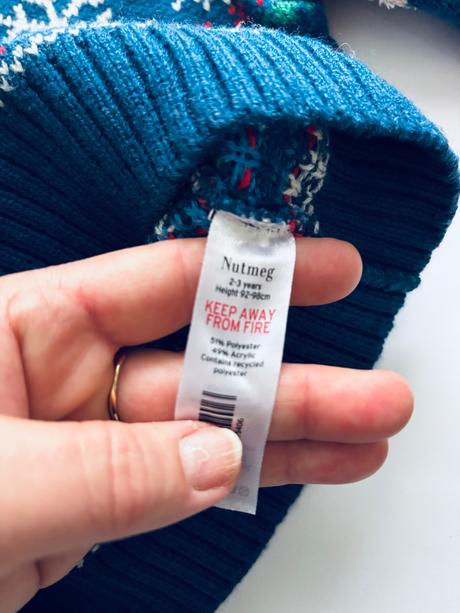 Nutmeg
2-3 years
Height 92-98cm
KEEP AWAY
FROM FIRE
51% Polyester
49% Acrylic
Contains recycled
polyester